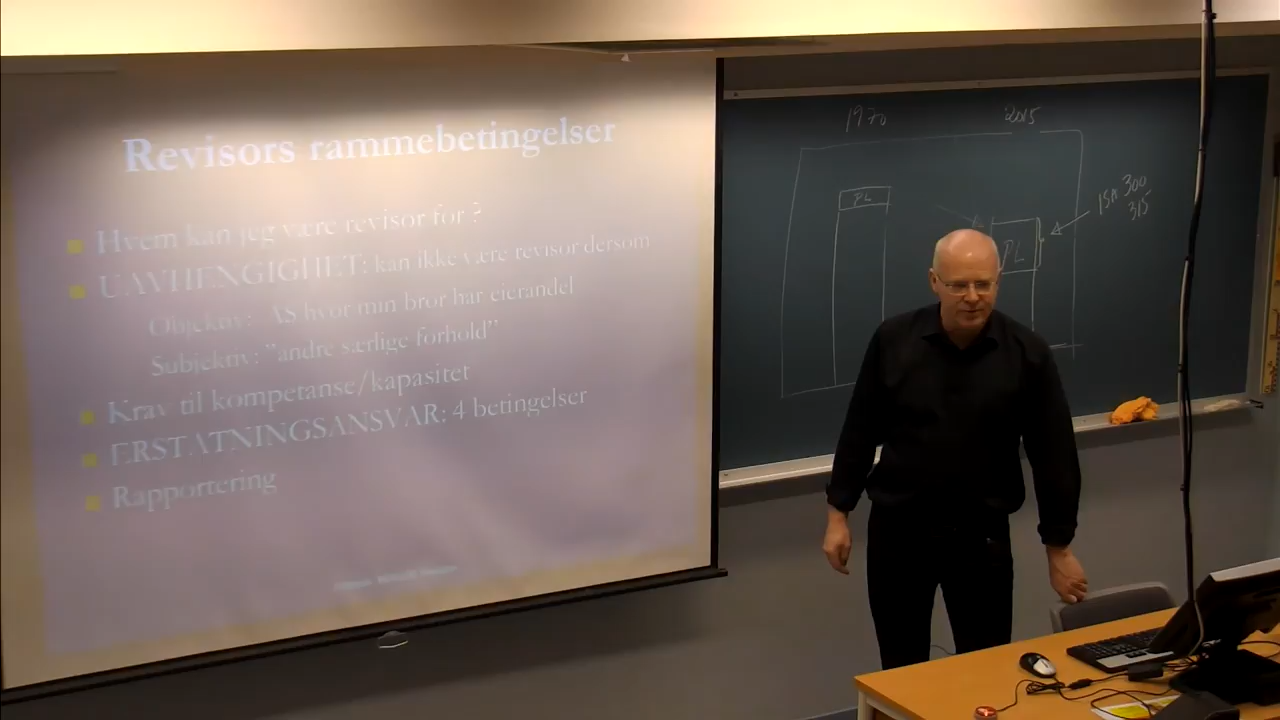 Revisors rammebetingelser
Hvem kan jeg være revisor for ?
UAVHENGIGHET: kan ikke være revisor dersom
Objektiv: AS hvor min bror har eierandel
Subjektiv: "andre særlige forhold"
Krav til kompetanse/kapasitet
ERSTATNINGSANSVAR: 4 betingelser
Rapportering
1970
2015
PL
ISA 300
315
PL